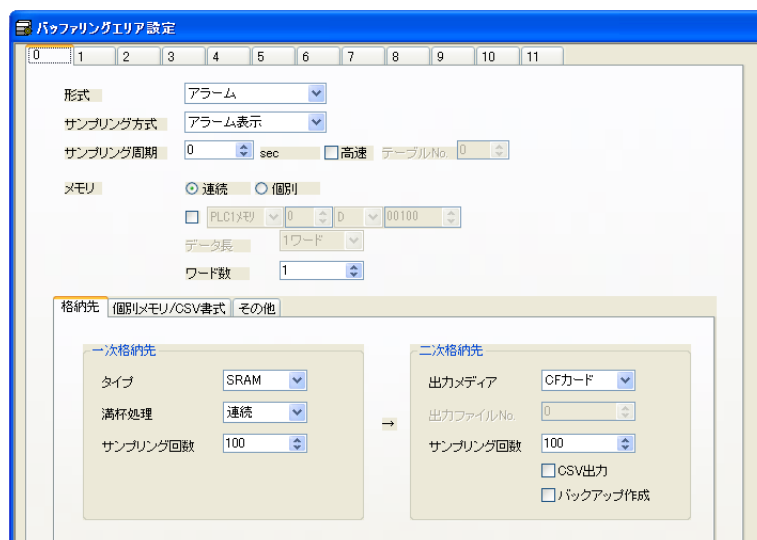 バッファリングエリア設定
0 1 2 3 4 5 6 7 8 9 10 11
形式 アラーム
サンプリング方式 アラーム表示
サンプリング周期 0 sec 高速 テーブルNo. 0
メモリ 連続 個別
PLC1メモリ 0 D 00100
データ長 1ワード
ワード数 1
格納先 個別メモリ/CSV書式 その他
一次格納先
タイプ SRAM
満杯処理 連続
サンプリング回数 100
→
二次格納先
出力メディア CFカード
出力ファイルNo. 0
サンプリング回数 100
CSV出力
バックアップ作成